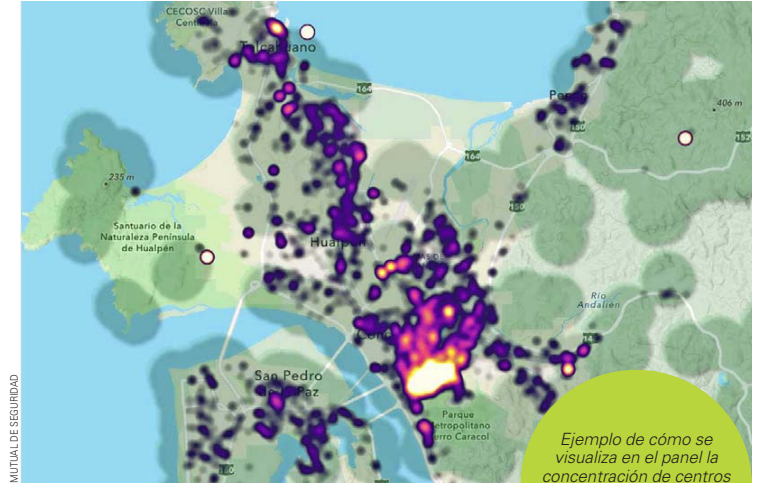 CECOSC Villa
Centinela
Talcahuano
164
406 m
150
152
164
235 m
150
Santuario de la
Naturaleza Península
de Hualpén
Hualpén
Río
Andalién
San Pedro
de la Paz
Parque
Metropolitano
Cerro Caracol
160
MUTUAL DE SEGURIDAD
Ejemplo de cómo se
visualiza en el panel la
concentración de centros